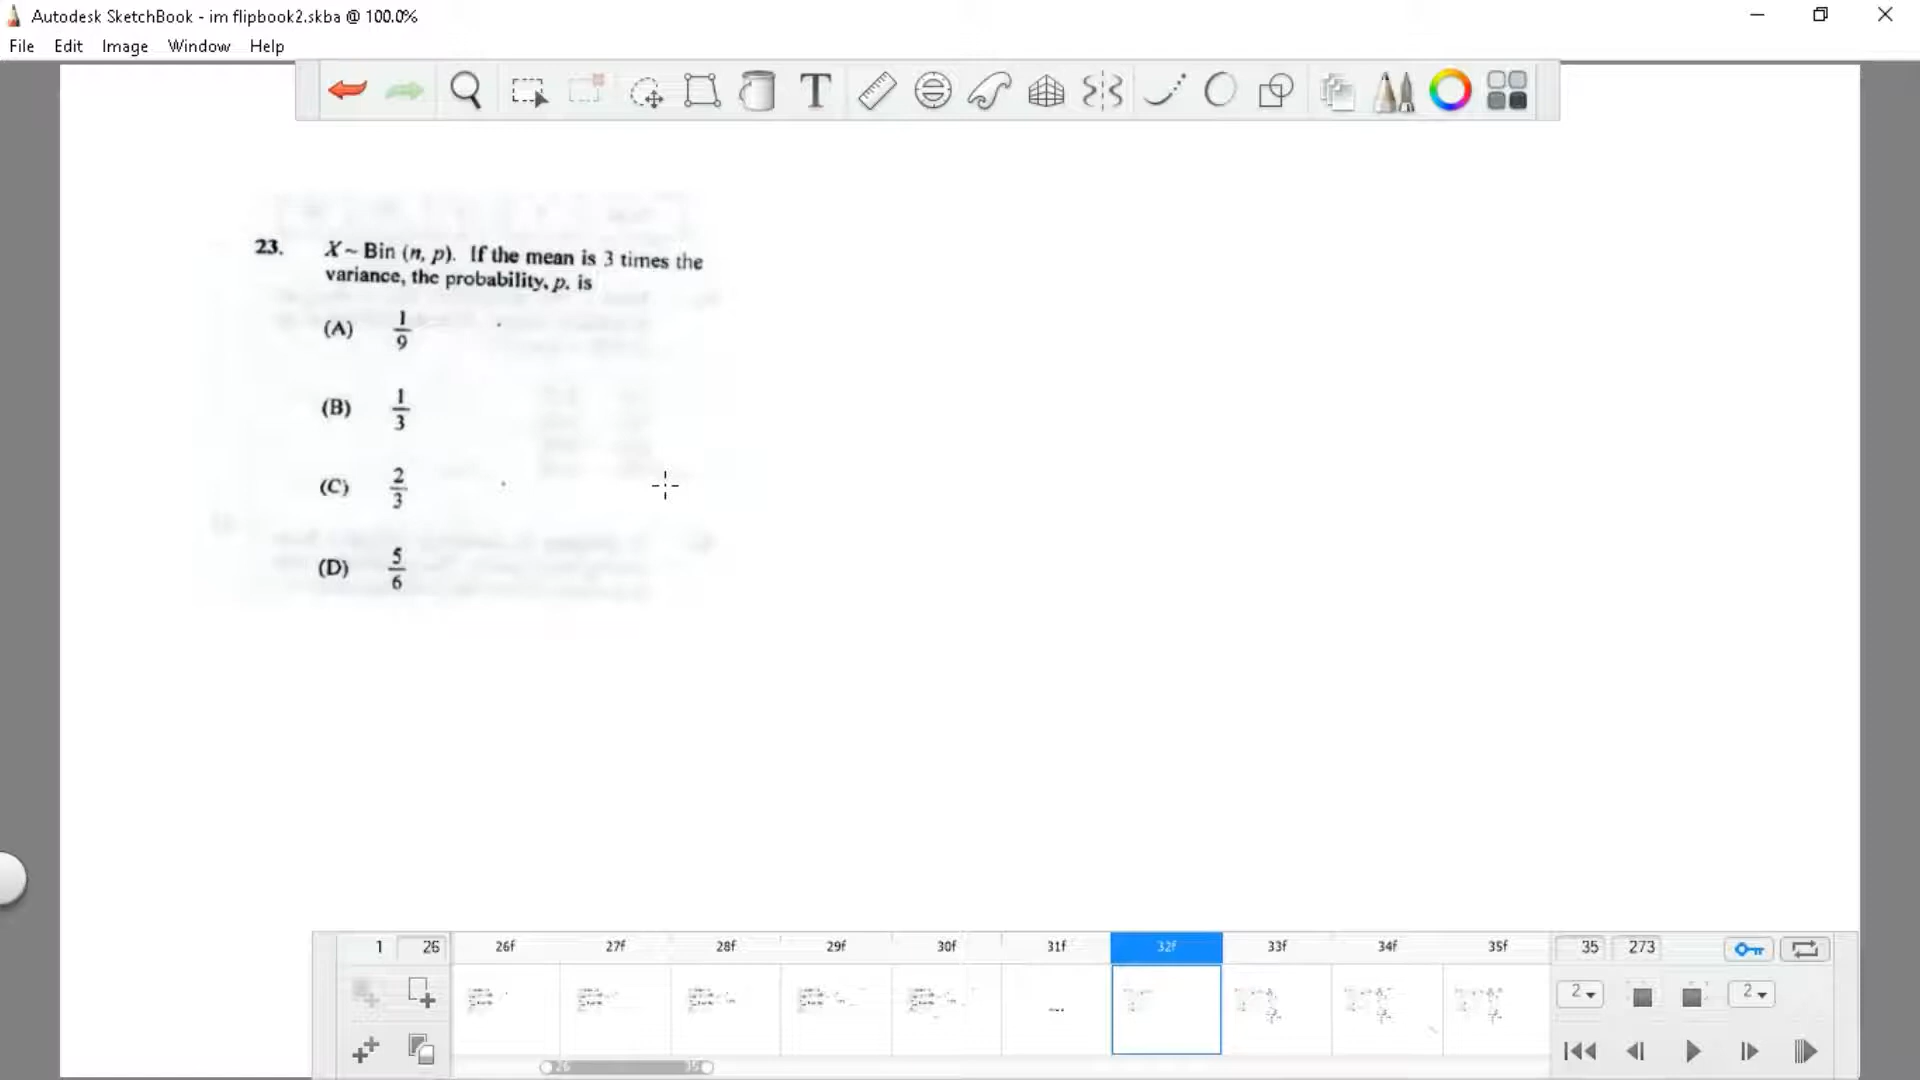 Autodesk SketchBook - im flipbook2.skba @ 100.0%
File Edit Image Window Help
23. X ~ Bin (n, p). If the mean is 3 times the
variance, the probability, p. is
(A) 1/9
(B) 1/3
(C) 2/3
(D) 5/6
1 26 26f 27f 28f 29f 30f 31f 32f 33f 34f 35f 35 273
2 2
26 35